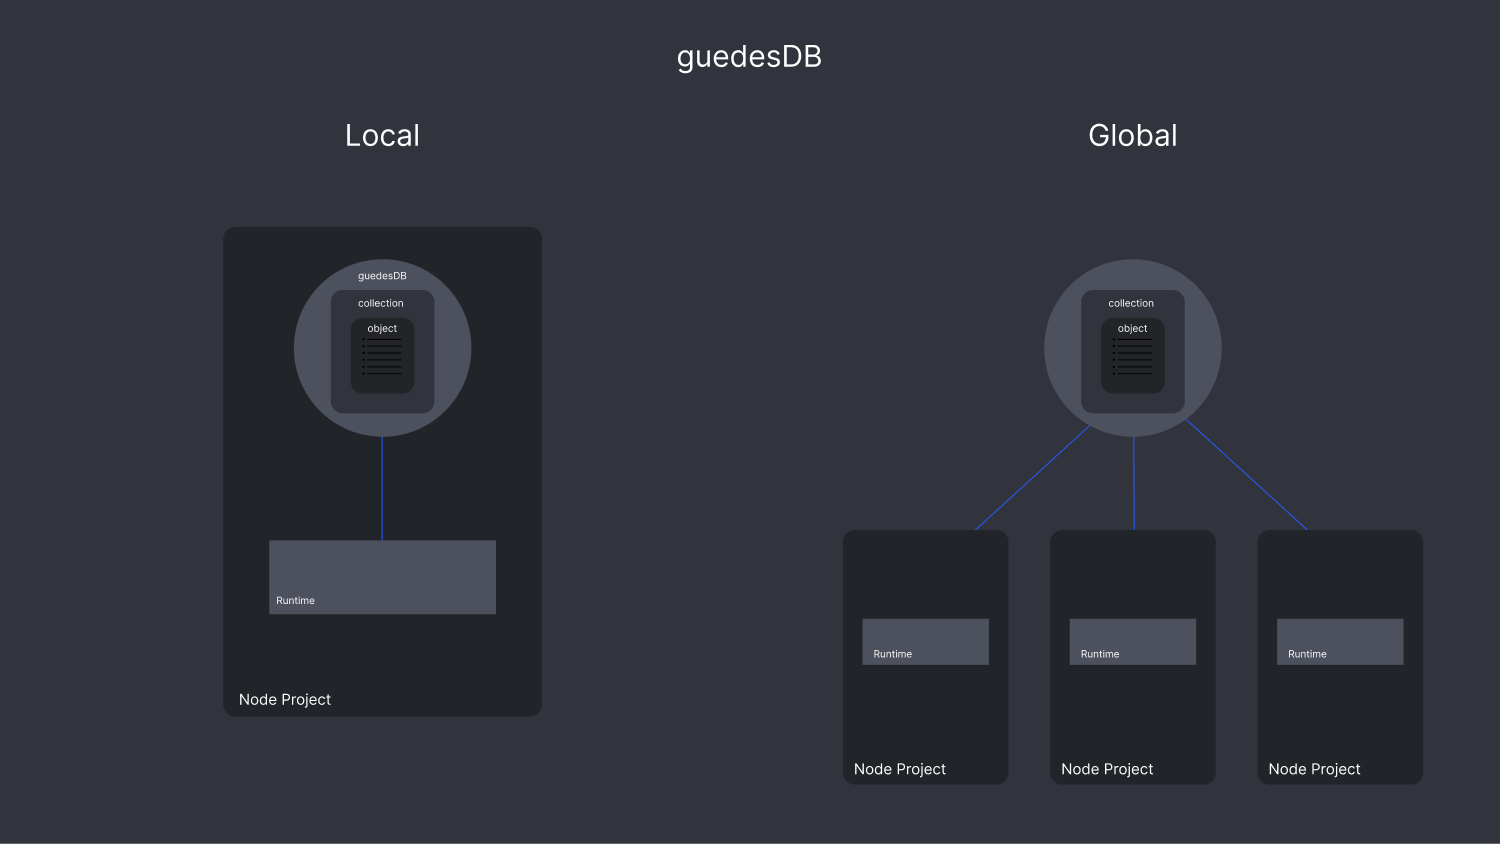 guedesDB
Local
Global
guedesDB
collection
object
Runtime
Node Project
collection
object
Runtime
Runtime
Runtime
Node Project
Node Project
Node Project